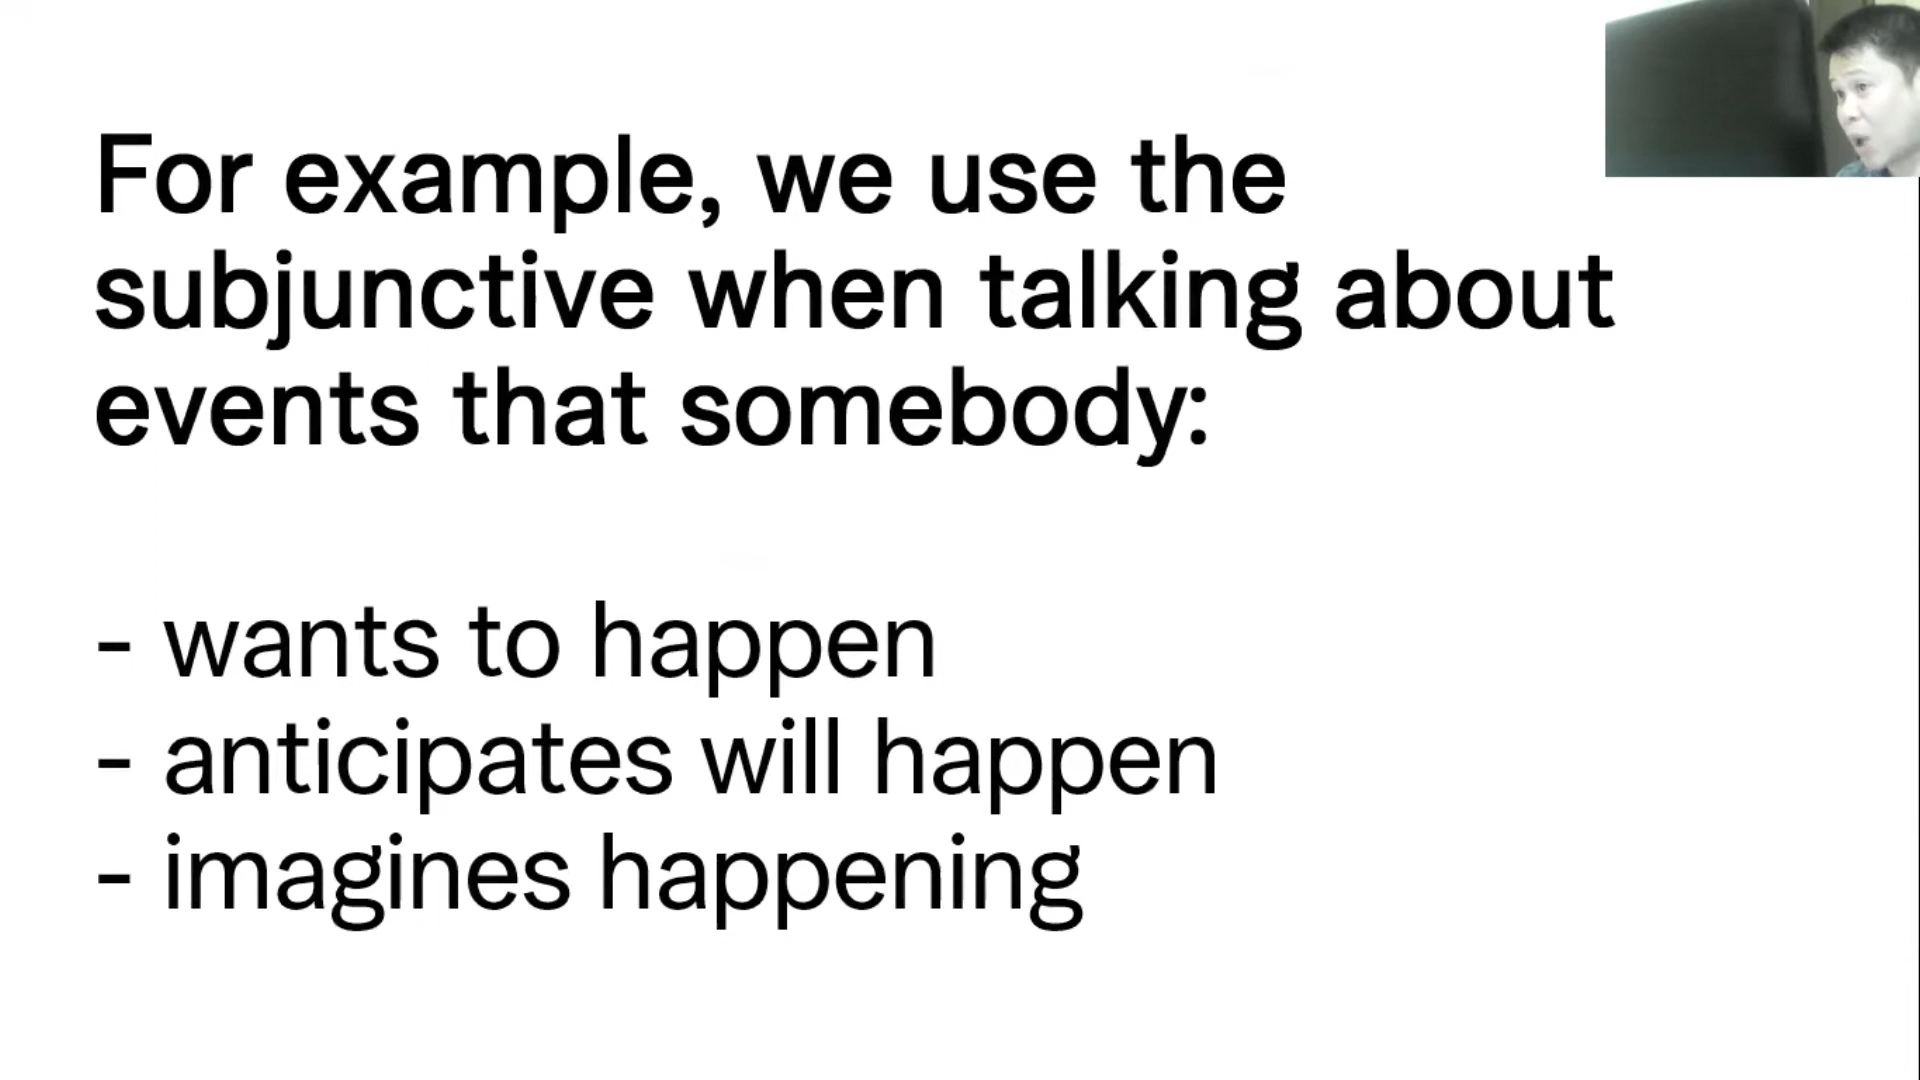 For example, we use the
subjunctive when talking about
events that somebody:
- wants to happen
- anticipates will happen
- imagines happening